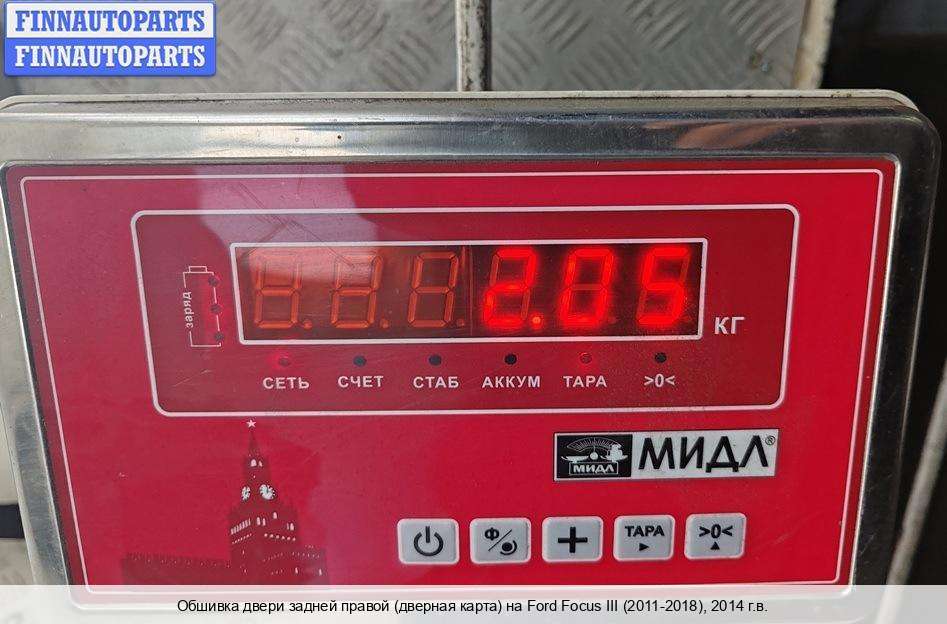 FINNAUTOPARTS
FINNAUTOPARTS
заряд
2.05
КГ
СЕТЬ СЧЕТ СТАБ АККУМ ТАРА >0<
МИДЛ МИДЛ®
Ф/ + ТАРА >0<
Обшивка двери задней правой (дверная карта) на Ford Focus III (2011-2018), 2014 г.в.